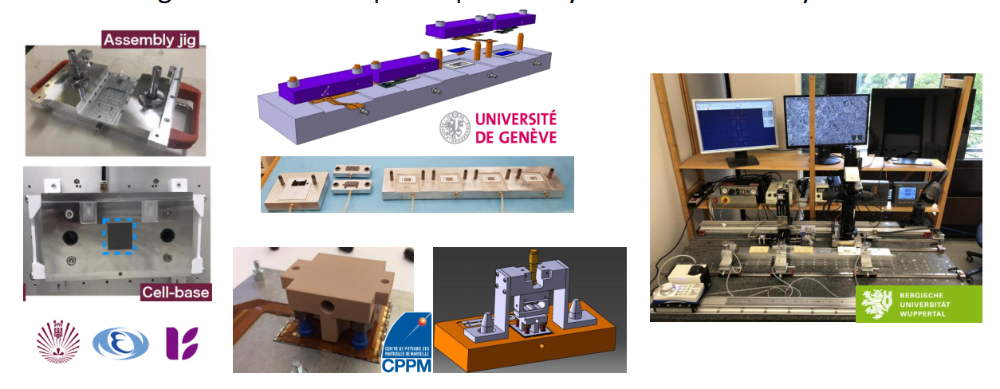 Assembly jig
UNIVERSITÉ
DE GENÈVE
Cell-base
CENTRE DE PHYSIQUE DES
PARTICULES DE MARSEILLE
CPPM
BERGISCHE
UNIVERSITÄT
WUPPERTAL